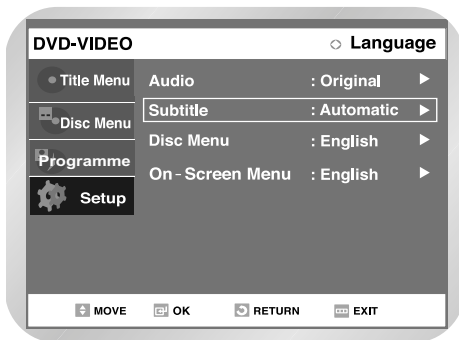 DVD-VIDEO Language
Title Menu
Disc Menu
Programme
Setup
Audio : Original
Subtitle : Automatic
Disc Menu : English
On-Screen Menu : English
MOVE OK RETURN EXIT